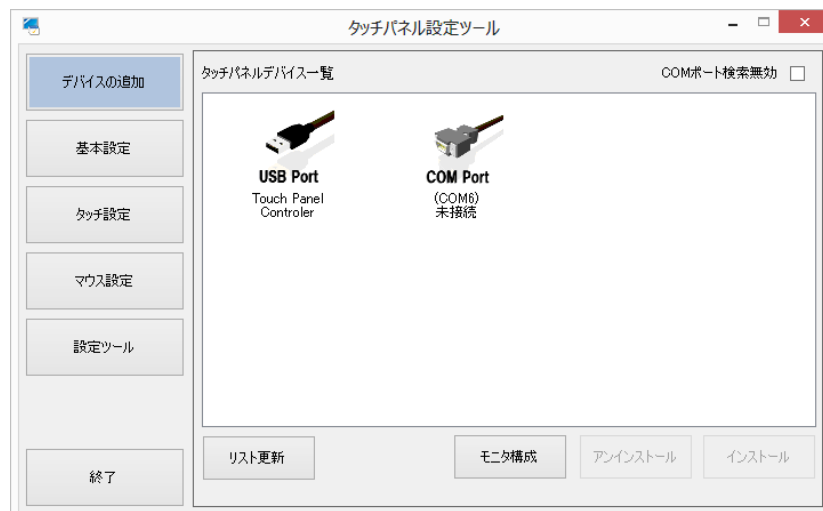 タッチパネル設定ツール
デバイスの追加
基本設定
タッチ設定
マウス設定
設定ツール
終了
タッチパネルデバイス一覧
COMポート検索無効
USB Port
Touch Panel
Controler
COM Port
(COM6)
未接続
リスト更新
モニタ構成
アンインストール
インストール